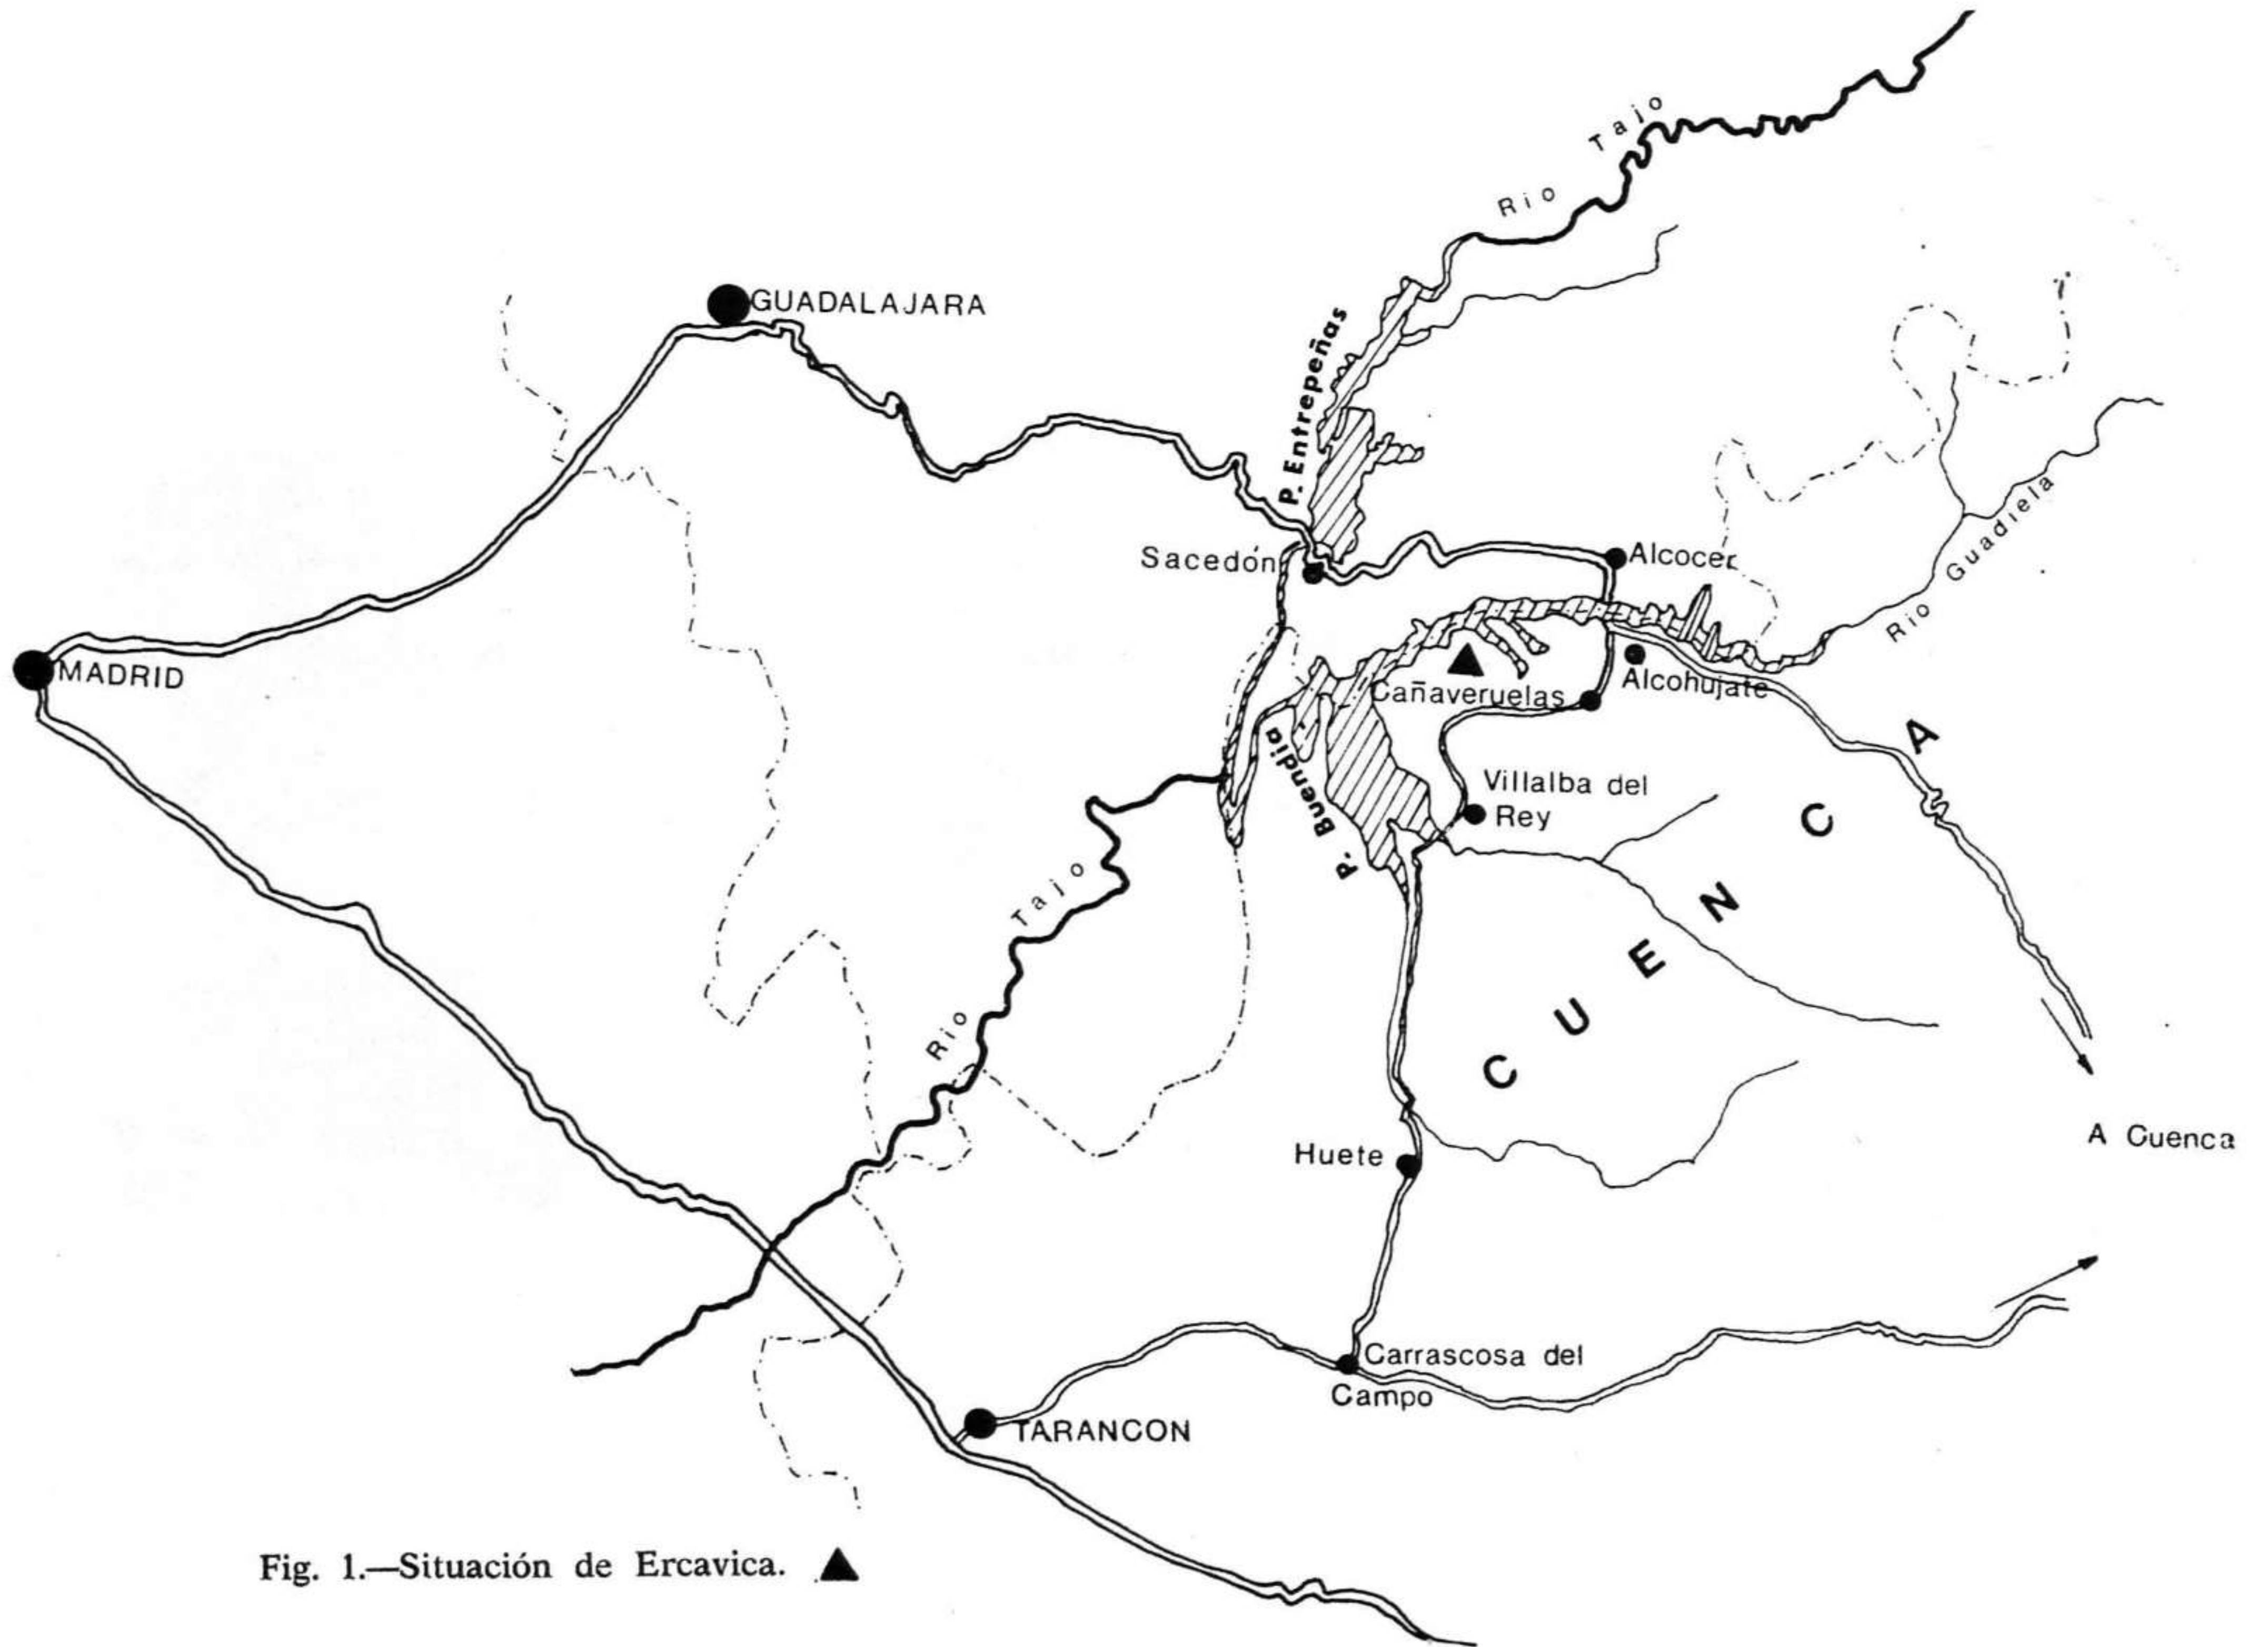 Rio Tajo
GUADALAJARA
P. Entrepeñas
Sacedón
Alcocer
Rio Guadiela
MADRID
Cañaveruelas
Alcohujate
P. Buendia
Villalba del
Rey
Rio Tajo
CUENCA
A Cuenca
Huete
Carrascosa del
Campo
TARANCON
Fig. 1.—Situación de Ercavica.